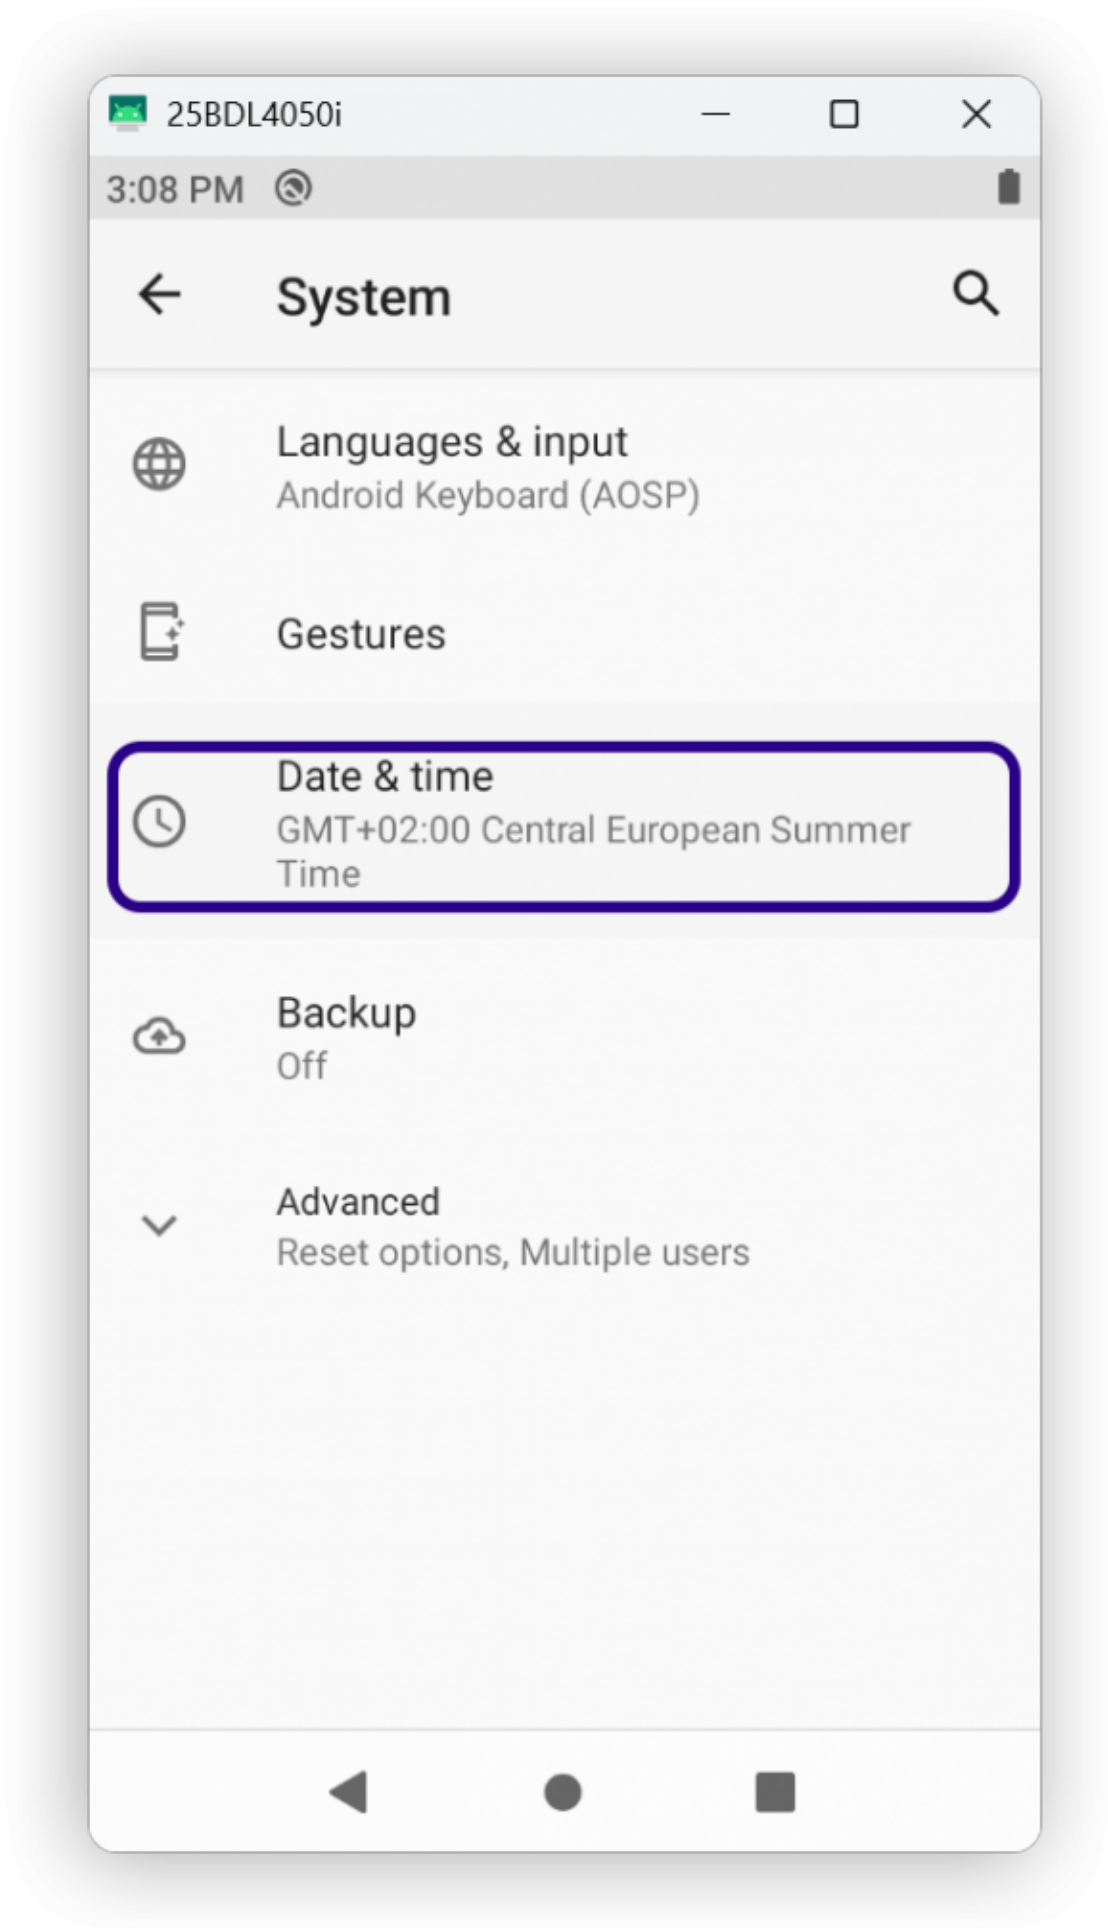 25BDL4050i
3:08 PM
System
Languages & input
Android Keyboard (AOSP)
Gestures
Date & time
GMT+02:00 Central European Summer
Time
Backup
Off
Advanced
Reset options, Multiple users